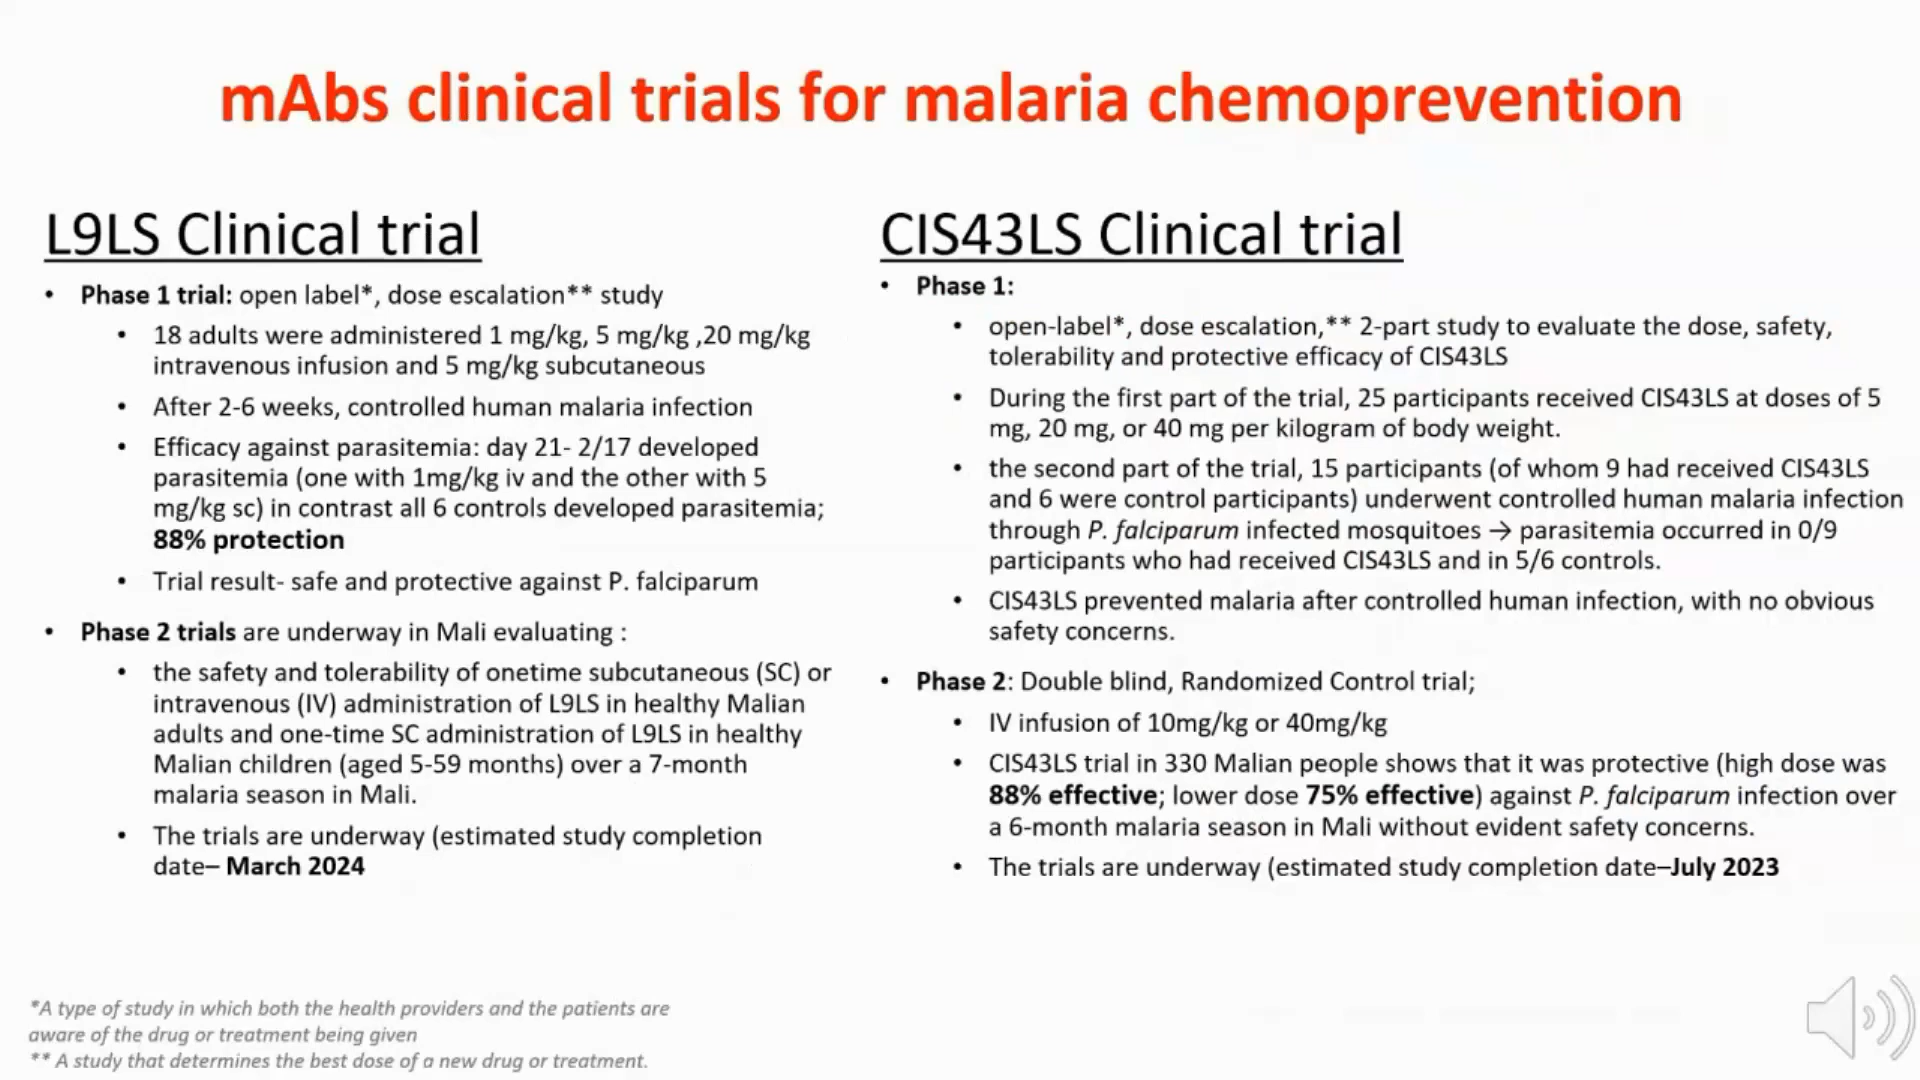 mAbs clinical trials for malaria chemoprevention
L9LS Clinical trial
• Phase 1 trial: open label*, dose escalation** study
• 18 adults were administered 1 mg/kg, 5 mg/kg ,20 mg/kg
intravenous infusion and 5 mg/kg subcutaneous
• After 2-6 weeks, controlled human malaria infection
• Efficacy against parasitemia: day 21- 2/17 developed
parasitemia (one with 1mg/kg iv and the other with 5
mg/kg sc) in contrast all 6 controls developed parasitemia;
88% protection
• Trial result- safe and protective against P. falciparum
• Phase 2 trials are underway in Mali evaluating :
• the safety and tolerability of onetime subcutaneous (SC) or
intravenous (IV) administration of L9LS in healthy Malian
adults and one-time SC administration of L9LS in healthy
Malian children (aged 5-59 months) over a 7-month
malaria season in Mali.
• The trials are underway (estimated study completion
date– March 2024
CIS43LS Clinical trial
• Phase 1:
• open-label*, dose escalation,** 2-part study to evaluate the dose, safety,
tolerability and protective efficacy of CIS43LS
• During the first part of the trial, 25 participants received CIS43LS at doses of 5
mg, 20 mg, or 40 mg per kilogram of body weight.
• the second part of the trial, 15 participants (of whom 9 had received CIS43LS
and 6 were control participants) underwent controlled human malaria infection
through P. falciparum infected mosquitoes → parasitemia occurred in 0/9
participants who had received CIS43LS and in 5/6 controls.
• CIS43LS prevented malaria after controlled human infection, with no obvious
safety concerns.
• Phase 2: Double blind, Randomized Control trial;
• IV infusion of 10mg/kg or 40mg/kg
• CIS43LS trial in 330 Malian people shows that it was protective (high dose was
88% effective; lower dose 75% effective) against P. falciparum infection over
a 6-month malaria season in Mali without evident safety concerns.
• The trials are underway (estimated study completion date–July 2023
*A type of study in which both the health providers and the patients are
aware of the drug or treatment being given
** A study that determines the best dose of a new drug or treatment.